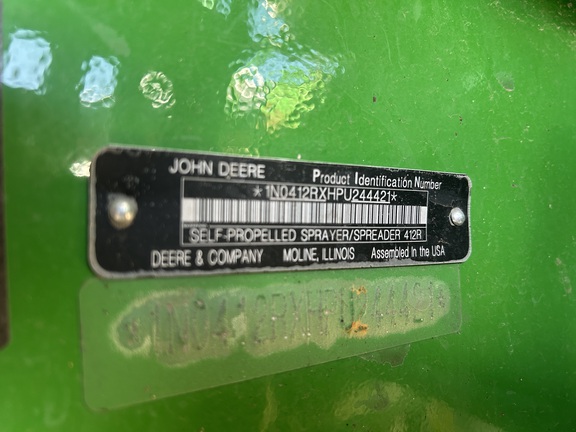 JOHN DEERE Product Identification Number
*1N0412RXHPU244421*
SELF-PROPELLED SPRAYER/SPREADER 412R
DEERE & COMPANY MOLINE, ILLINOIS Assembled In the USA
*1N0412RXHPU244421*